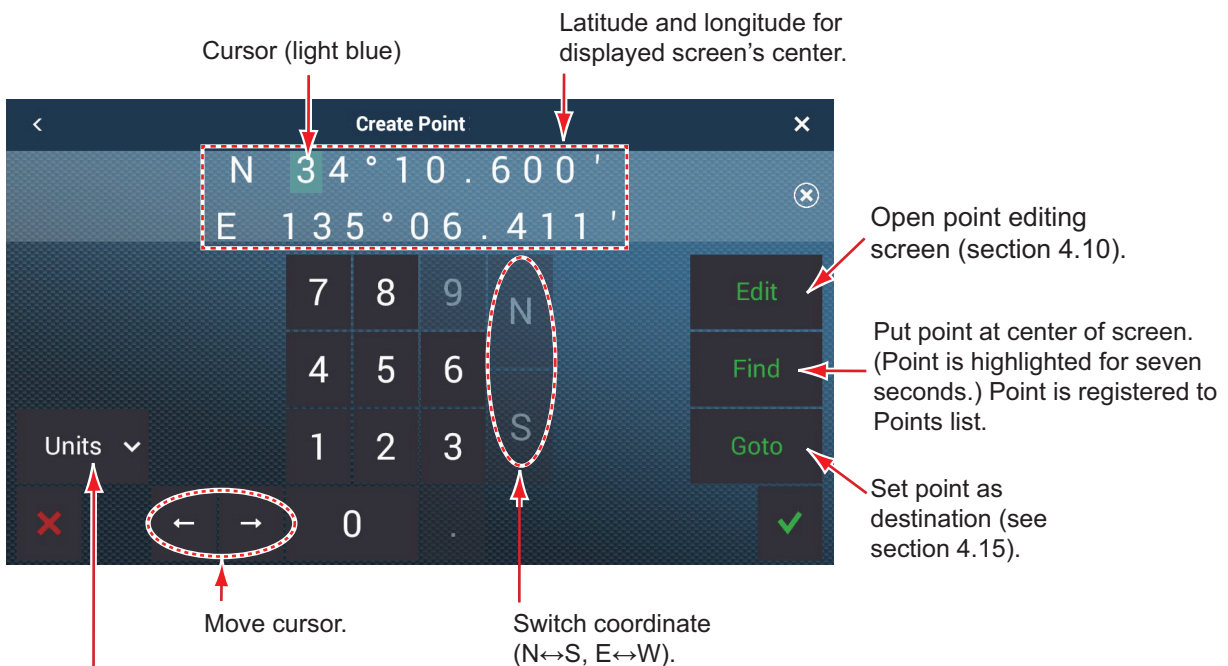 Latitude and longitude for
displayed screen's center.
Cursor (light blue)
< Create Point ×
N 34°10.600'
E 135°06.411'
7 8 9 N
4 5 6
1 2 3 S
0 .
← →
Units
Edit
Find
Goto
Open point editing
screen (section 4.10).
Put point at center of screen.
(Point is highlighted for seven
seconds.) Point is registered to
Points list.
Set point as
destination (see
section 4.15).
Move cursor.
Switch coordinate
(N↔S, E↔W).